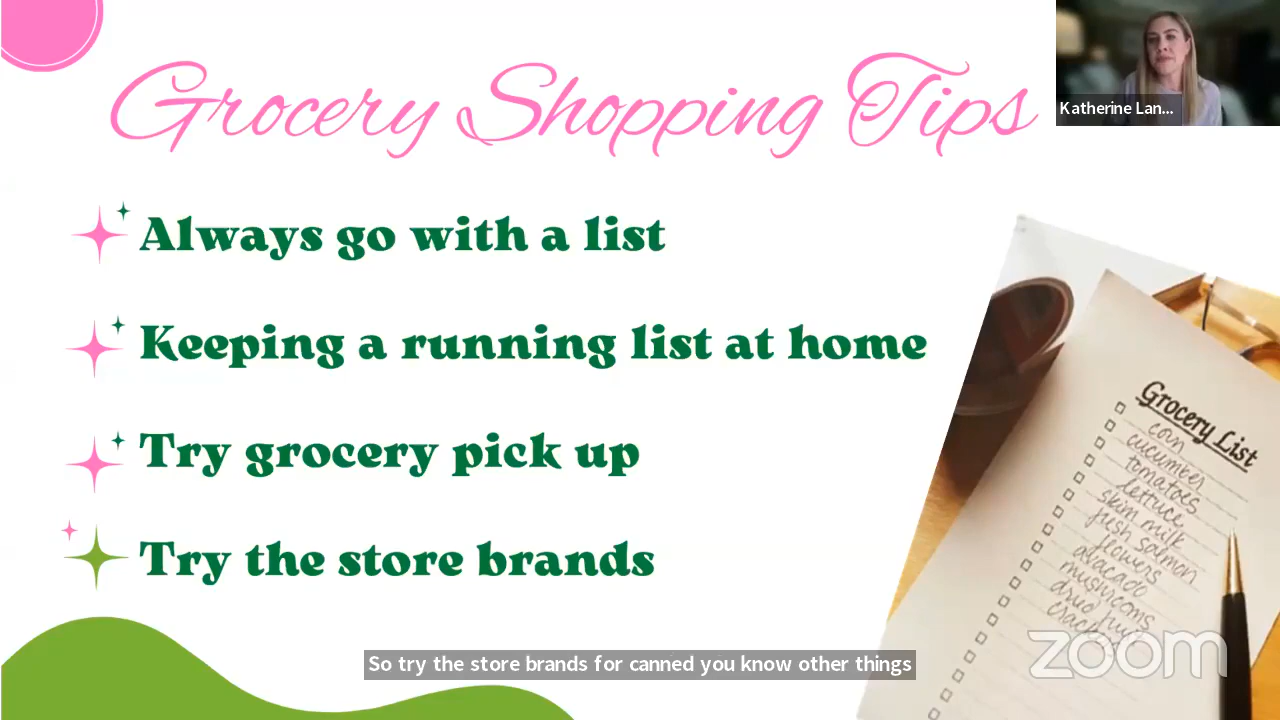 Grocery Shopping Tips
Katherine Lan...
Always go with a list
Keeping a running list at home
Try grocery pick up
Try the store brands
Grocery List
corn
cucumber
tomatoes
lettuce
skim milk
fresh salmon
flowers
avacado
mushrooms
dried
zoom
So try the store brands for canned you know other things